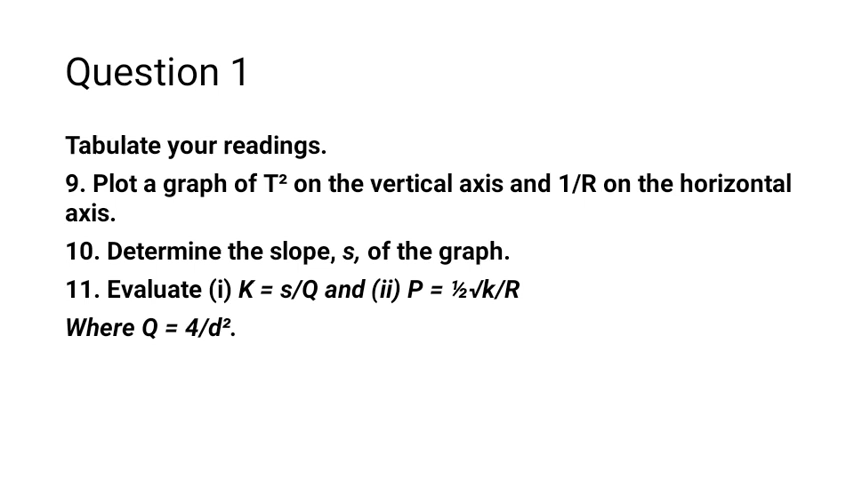 Question 1
Tabulate your readings.
9. Plot a graph of T² on the vertical axis and 1/R on the horizontal
axis.
10. Determine the slope, s, of the graph.
11. Evaluate (i) K = s/Q and (ii) P = ½√k/R
Where Q = 4/d².